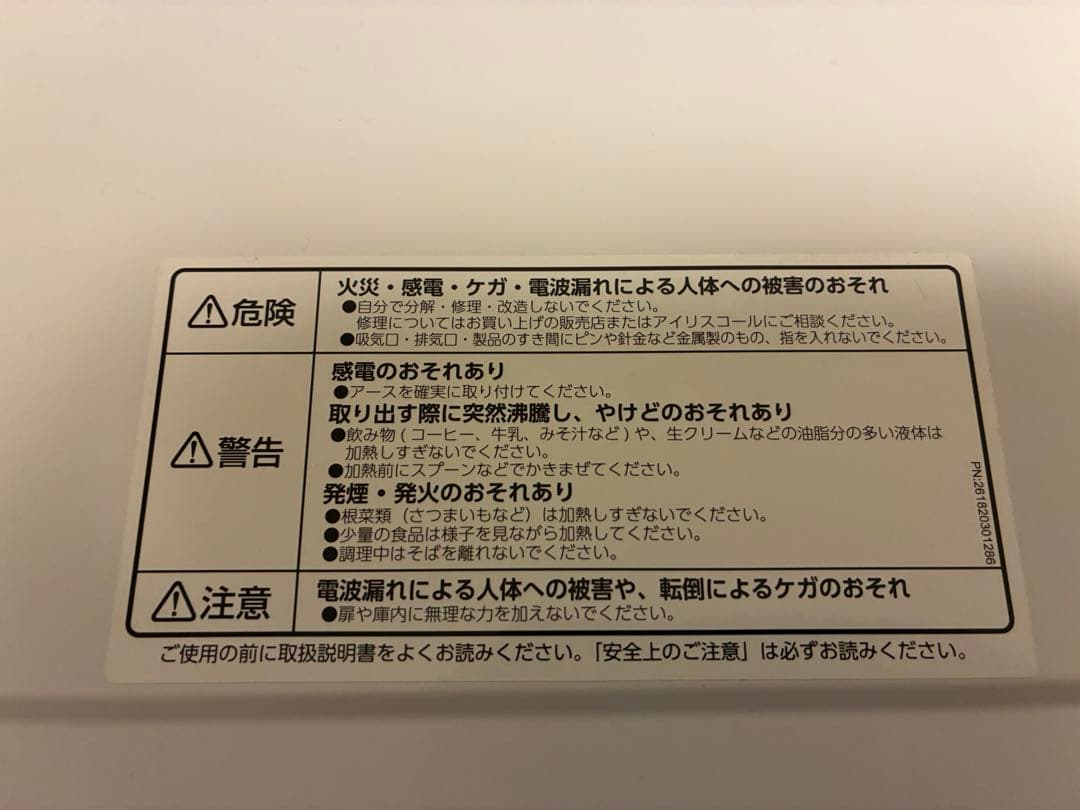 ⚠危険
火災・感電・ケガ・電波漏れによる人体への被害のおそれ
●自分で分解・修理・改造しないでください。
修理についてはお買い上げの販売店またはアイリスコールにご相談ください。
●吸気口・排気口・製品のすき間にピンや針金など金属製のもの、指を入れないでください。
⚠警告
感電のおそれあり
●アースを確実に取り付けてください。
取り出す際に突然沸騰し、やけどのおそれあり
●飲み物(コーヒー、牛乳、みそ汁など)や、生クリームなどの油脂分の多い液体は
加熱しすぎないでください。
●加熱前にスプーンなどでかきまぜてください。
発煙・発火のおそれあり
●根菜類（さつまいもなど）は加熱しすぎないでください。
●少量の食品は様子を見ながら加熱してください。
●調理中はそばを離れないでください。
PN:261820301286
⚠注意
電波漏れによる人体への被害や、転倒によるケガのおそれ
●扉や庫内に無理な力を加えないでください。
ご使用の前に取扱説明書をよくお読みください。「安全上のご注意」は必ずお読みください。